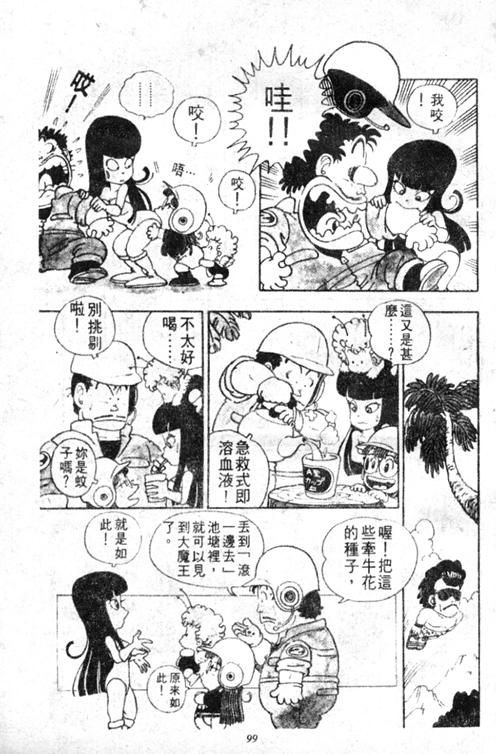 我咬
！
哇!!
咬！
咬！
唔…
………
哎！
這又是甚
麼……？
急救式即
溶血液！
不太好
喝……
別挑剔
啦！
妳是蚊
子嗎？
喔！把這
些牽牛花
的種子，
丟到「滾
一邊去」
池塘裡，
就可以見
到大魔王
了。
原來如
此！
就是如
此！
99